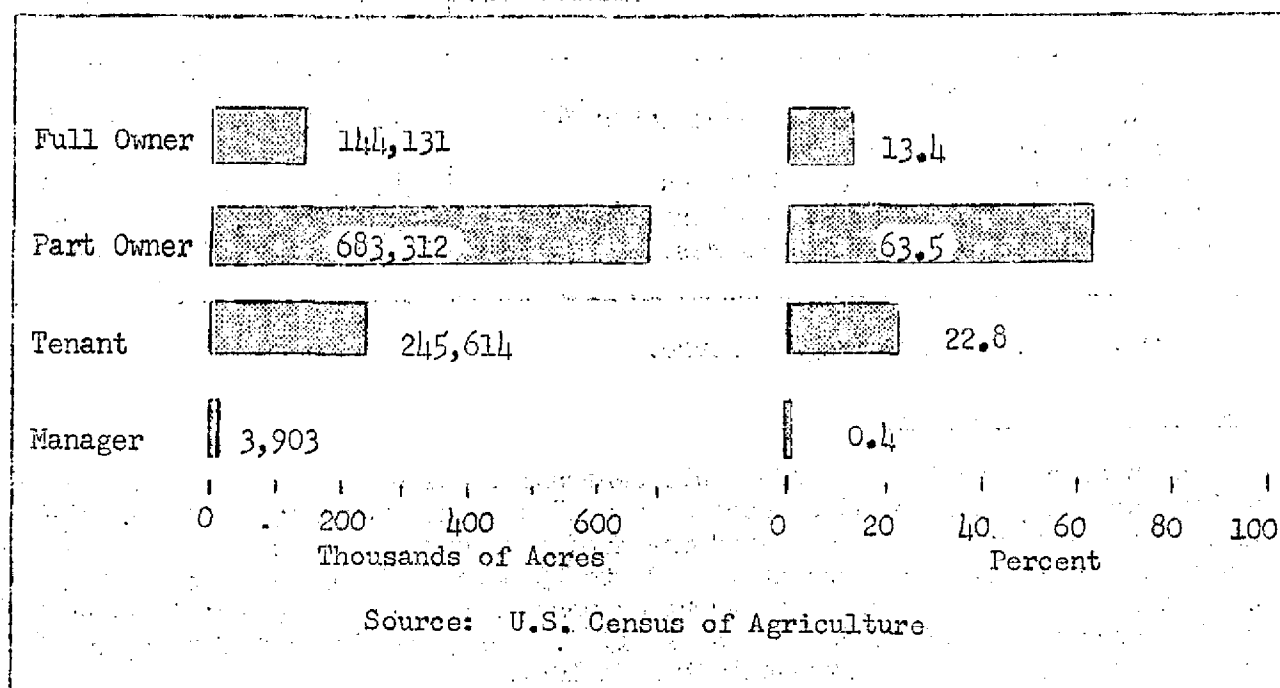 Full Owner 144,131 13.4
Part Owner 683,312 63.5
Tenant 245,614 22.8
Manager 3,903 0.4
0 200 400 600 0 20 40 60 80 100
Thousands of Acres Percent
Source: U.S. Census of Agriculture